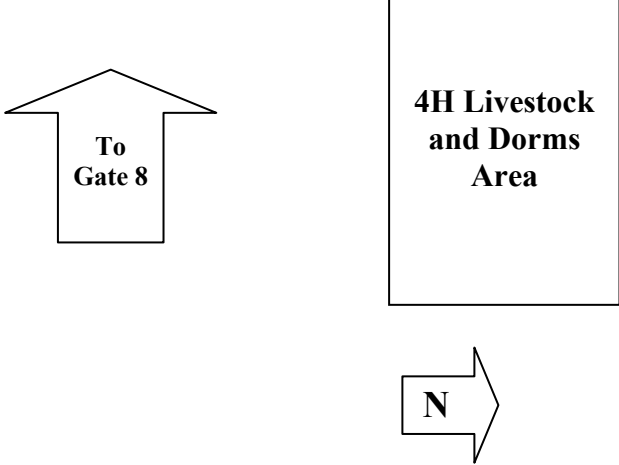 4H Livestock
and Dorms
Area
To
Gate 8
N